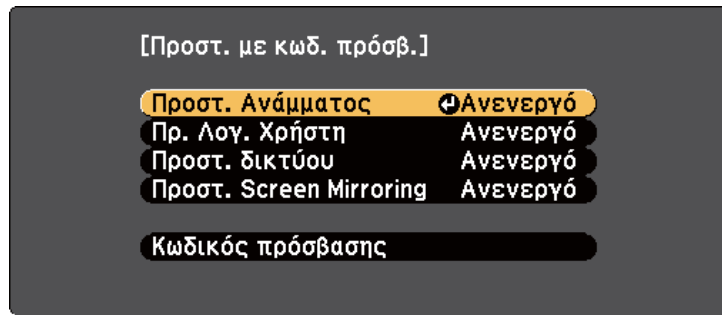 [Προστ. με κωδ. πρόσβ.]
Προστ. Ανάμματος Ανενεργό
Πρ. Λογ. Χρήστη Ανενεργό
Προστ. δικτύου Ανενεργό
Προστ. Screen Mirroring Ανενεργό
Κωδικός πρόσβασης